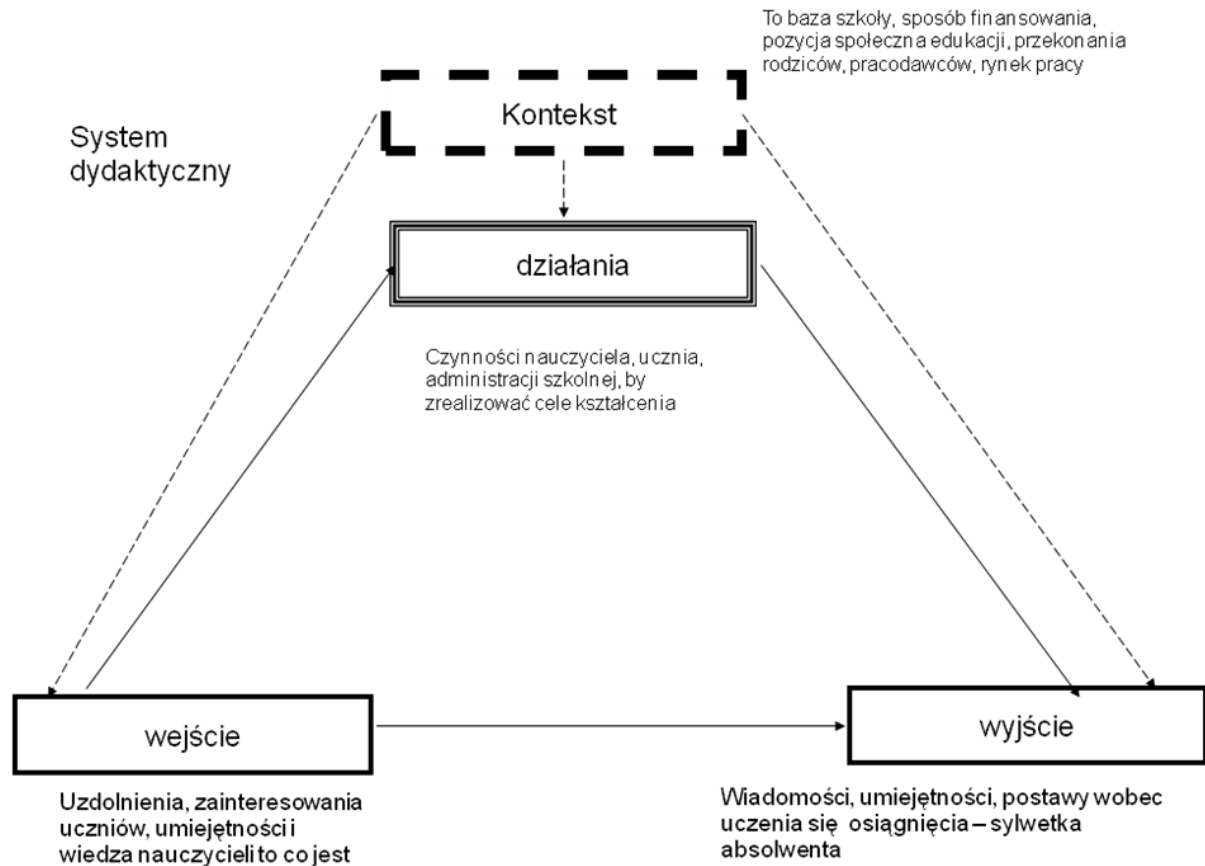 To baza szkoły, sposób finansowania,
pozycja społeczna edukacji, przekonania
rodziców, pracodawców, rynek pracy
Kontekst
System
dydaktyczny
działania
Czynności nauczyciela, ucznia,
administracji szkolnej, by
zrealizować cele kształcenia
wejście
wyjście
Uzdolnienia, zainteresowania
uczniów, umiejętności i
wiedza nauczycieli to co jest
Wiadomości, umiejętności, postawy wobec
uczenia się osiągnięcia – sylwetka
absolwenta